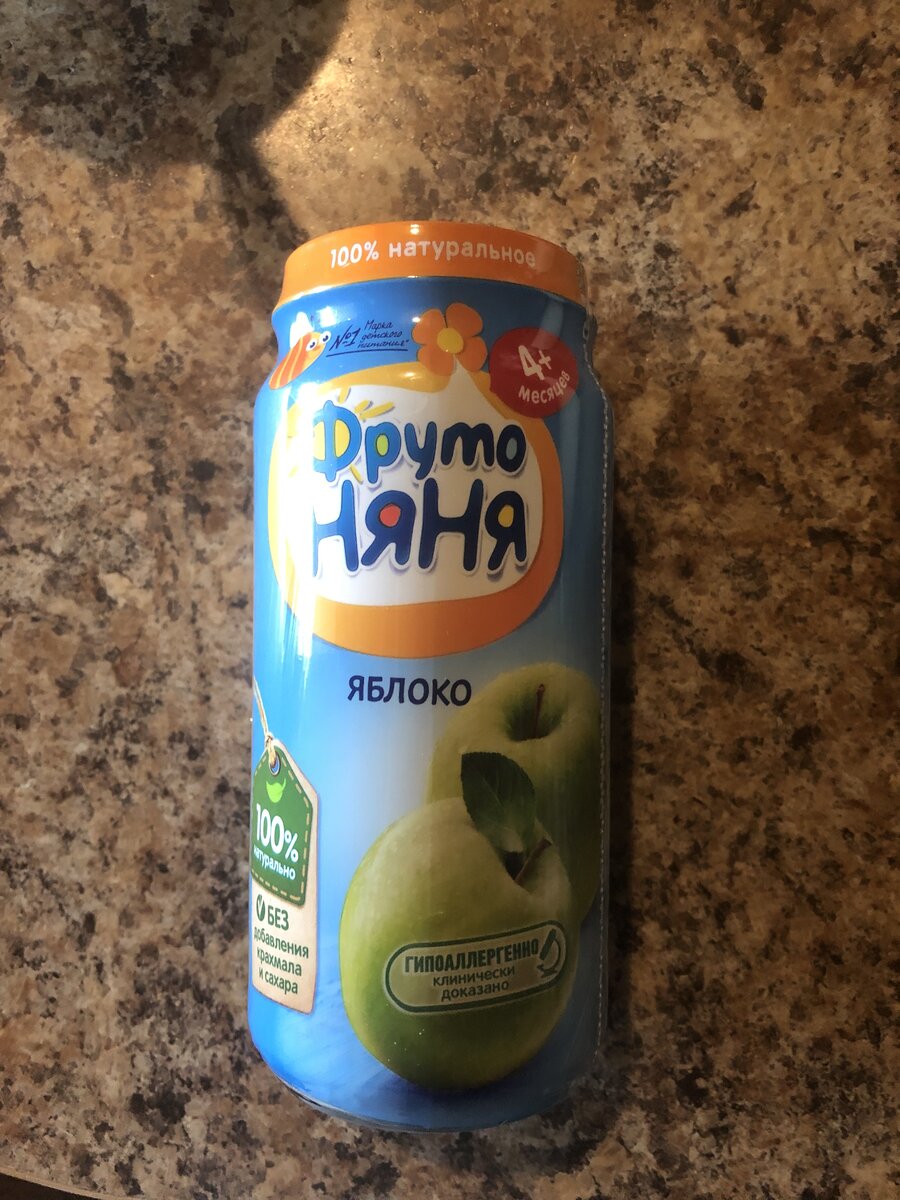 100% натуральное
№1
Марка
детского
питания"
4+
месяцев
Фруто
Няня
ЯБЛОКО
100%
натурально
БЕЗ
добавления
крахмала
и сахара
ГИПОАЛЛЕРГЕННО
клинически
доказано